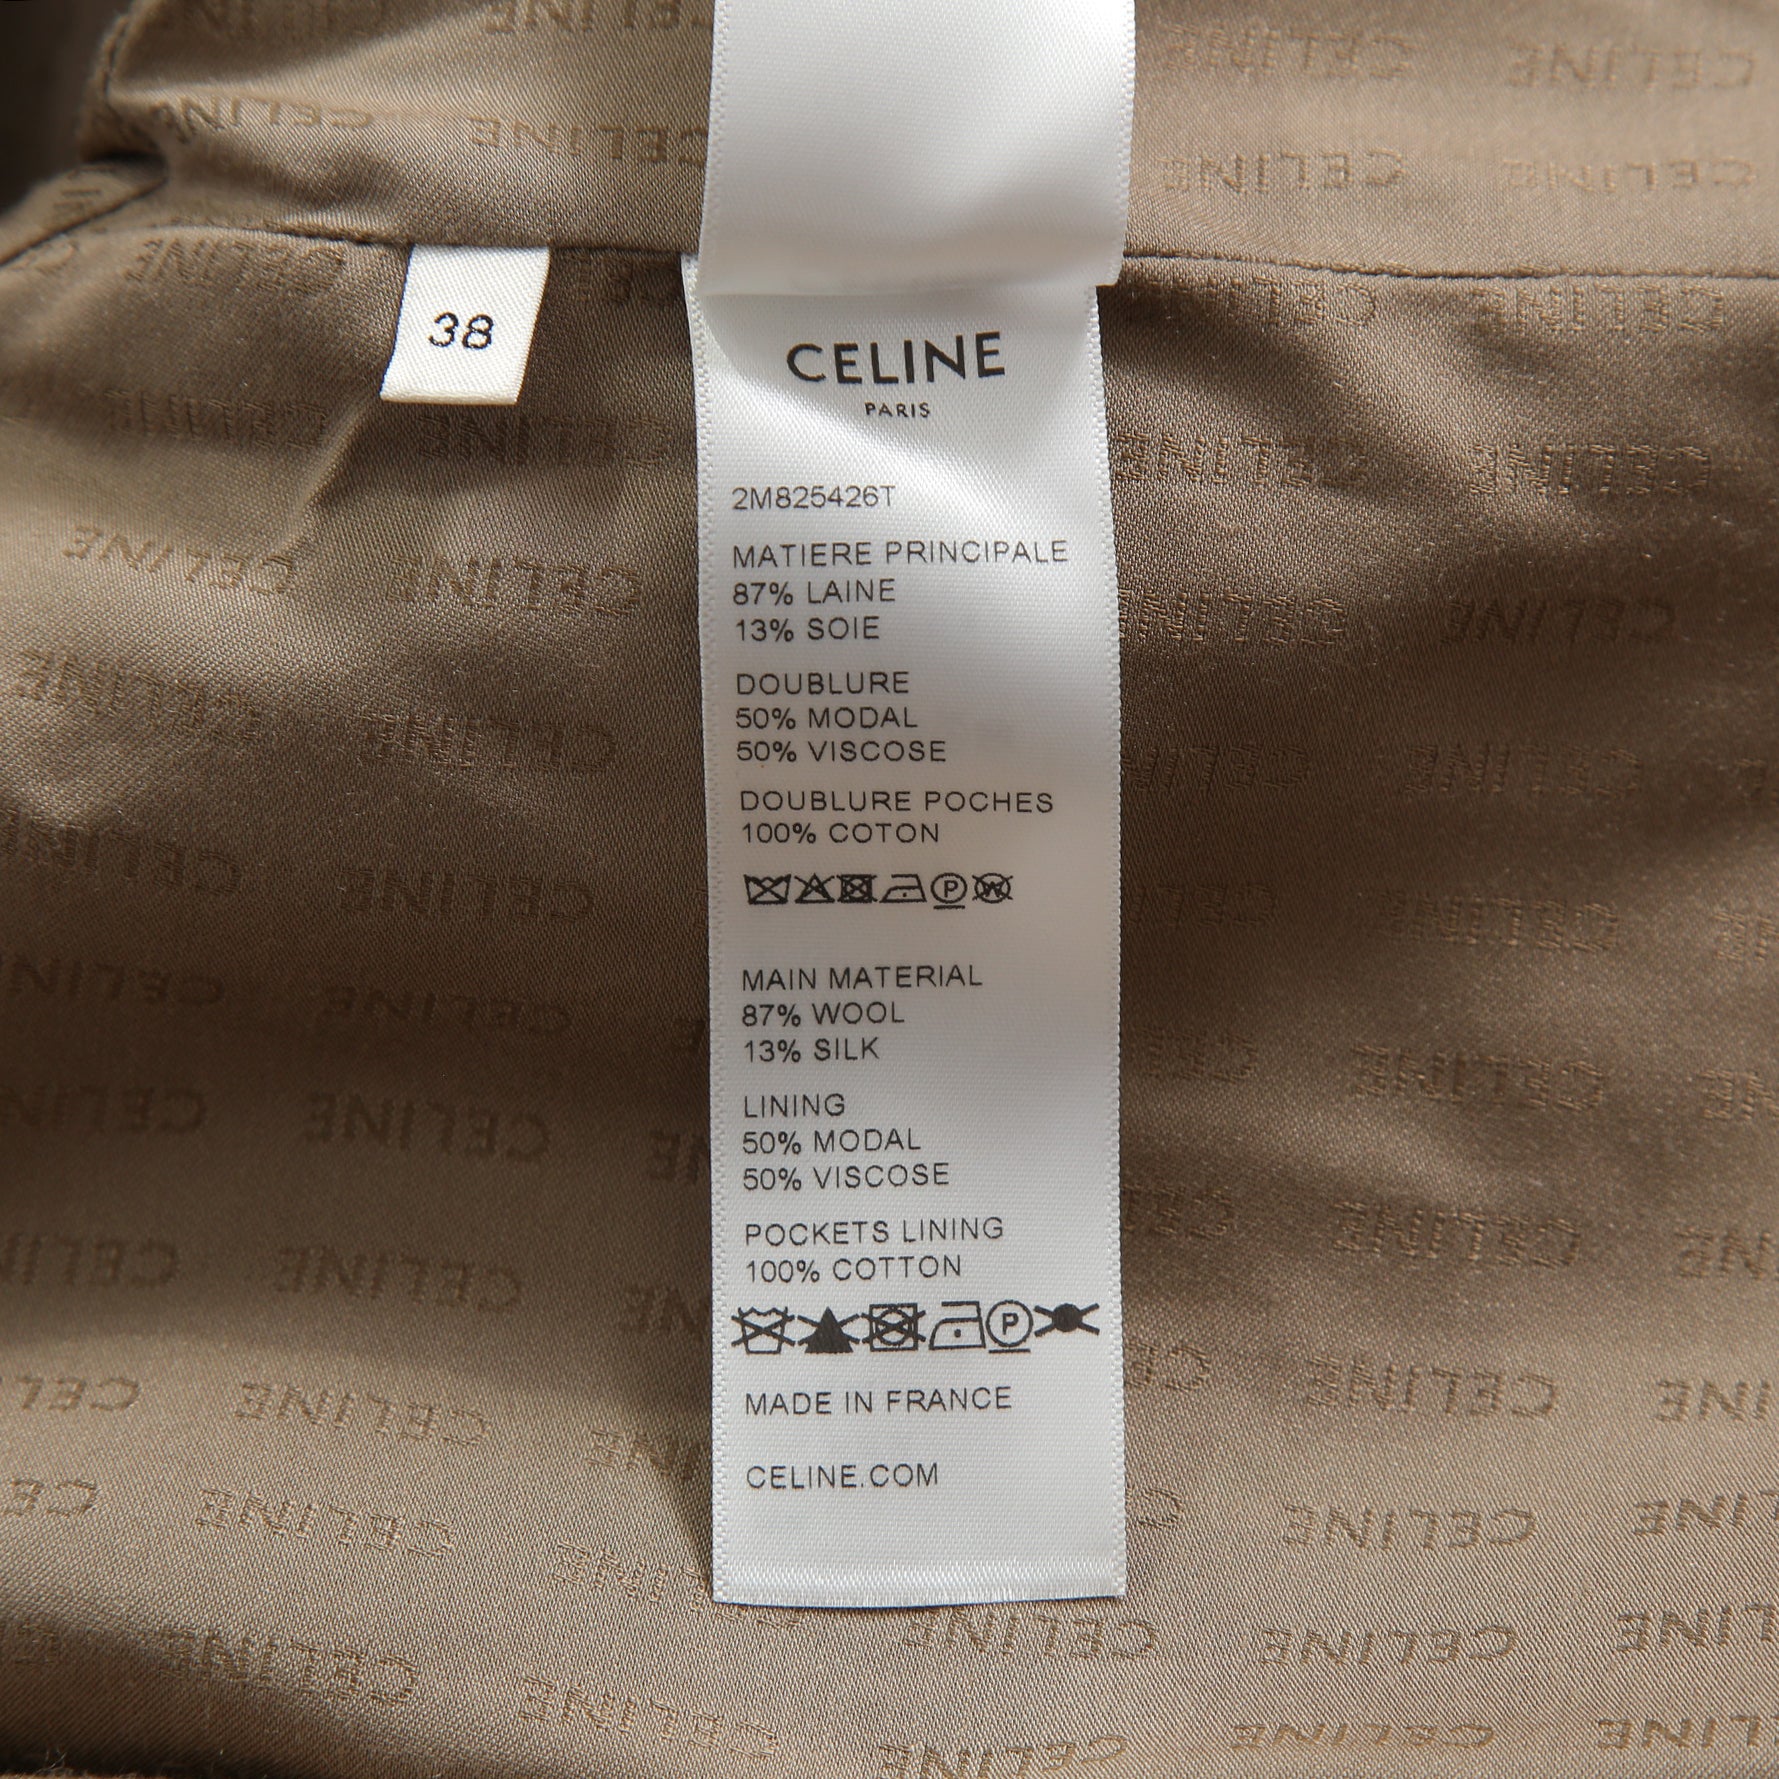 38
CELINE
PARIS
2M825426T
MATIERE PRINCIPALE
87% LAINE
13% SOIE
DOUBLURE
50% MODAL
50% VISCOSE
DOUBLURE POCHES
100% COTON
P W
MAIN MATERIAL
87% WOOL
13% SILK
LINING
50% MODAL
50% VISCOSE
POCKETS LINING
100% COTTON
P
MADE IN FRANCE
CELINE.COM